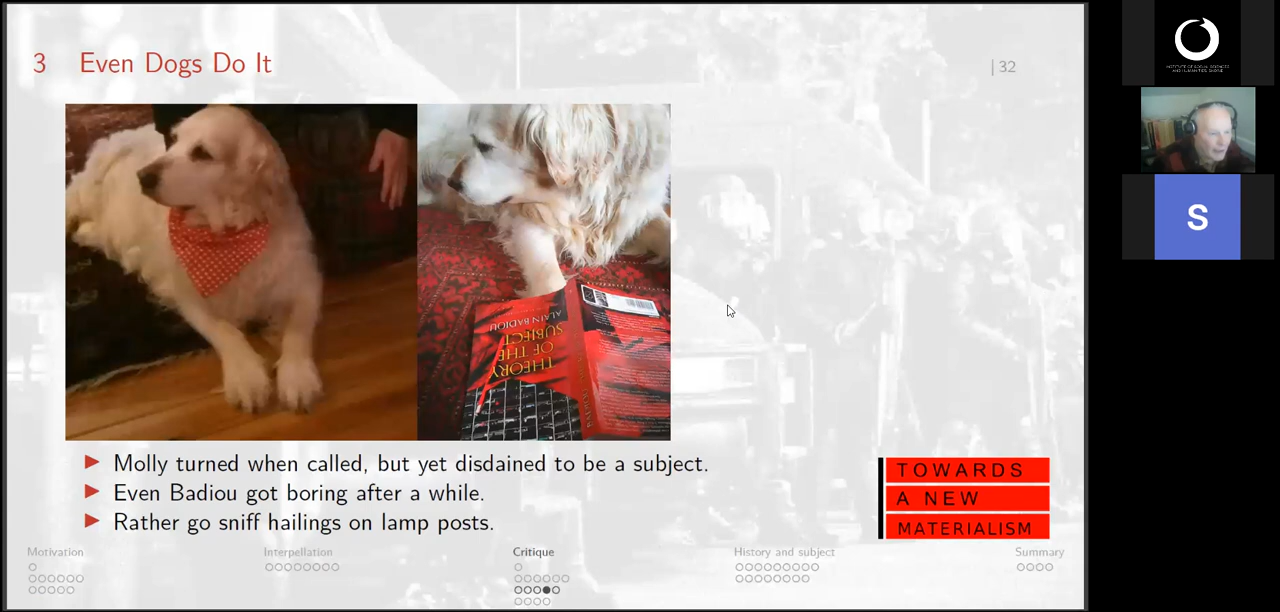 3 Even Dogs Do It
| 32
ALAIN BADIOU
THEORY
OF THE
SUBJECT
▶ Molly turned when called, but yet disdained to be a subject.
▶ Even Badiou got boring after a while.
▶ Rather go sniff hailings on lamp posts.
TOWARDS
A NEW
MATERIALISM
Motivation
Interpellation
Critique
History and subject
Summary
S